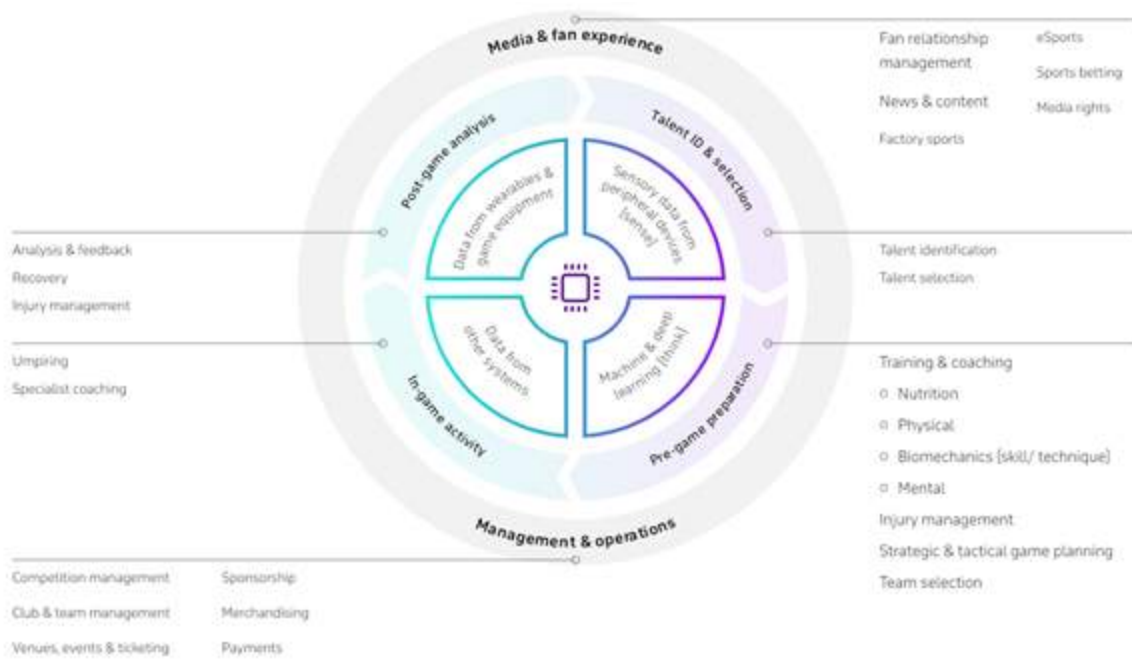 Media & fan experience
Fan relationship
management
News & content
Factory sports
eSports
Sports betting
Media rights
Post-game analysis
Talent ID & selection
Data from wearables &
game equipment
Sensory data from
peripheral devices
[sense]
Analysis & feedback
Recovery
Injury management
Talent identification
Talent selection
Data from
other systems
Machine & deep
learning [think]
Umpiring
Specialist coaching
In-game activity
Pre-game preparation
Training & coaching
Nutrition
Physical
Biomechanics [skill/ technique]
Mental
Injury management
Strategic & tactical game planning
Team selection
Management & operations
Competition management
Club & team management
Venues, events & ticketing
Sponsorship
Merchandising
Payments